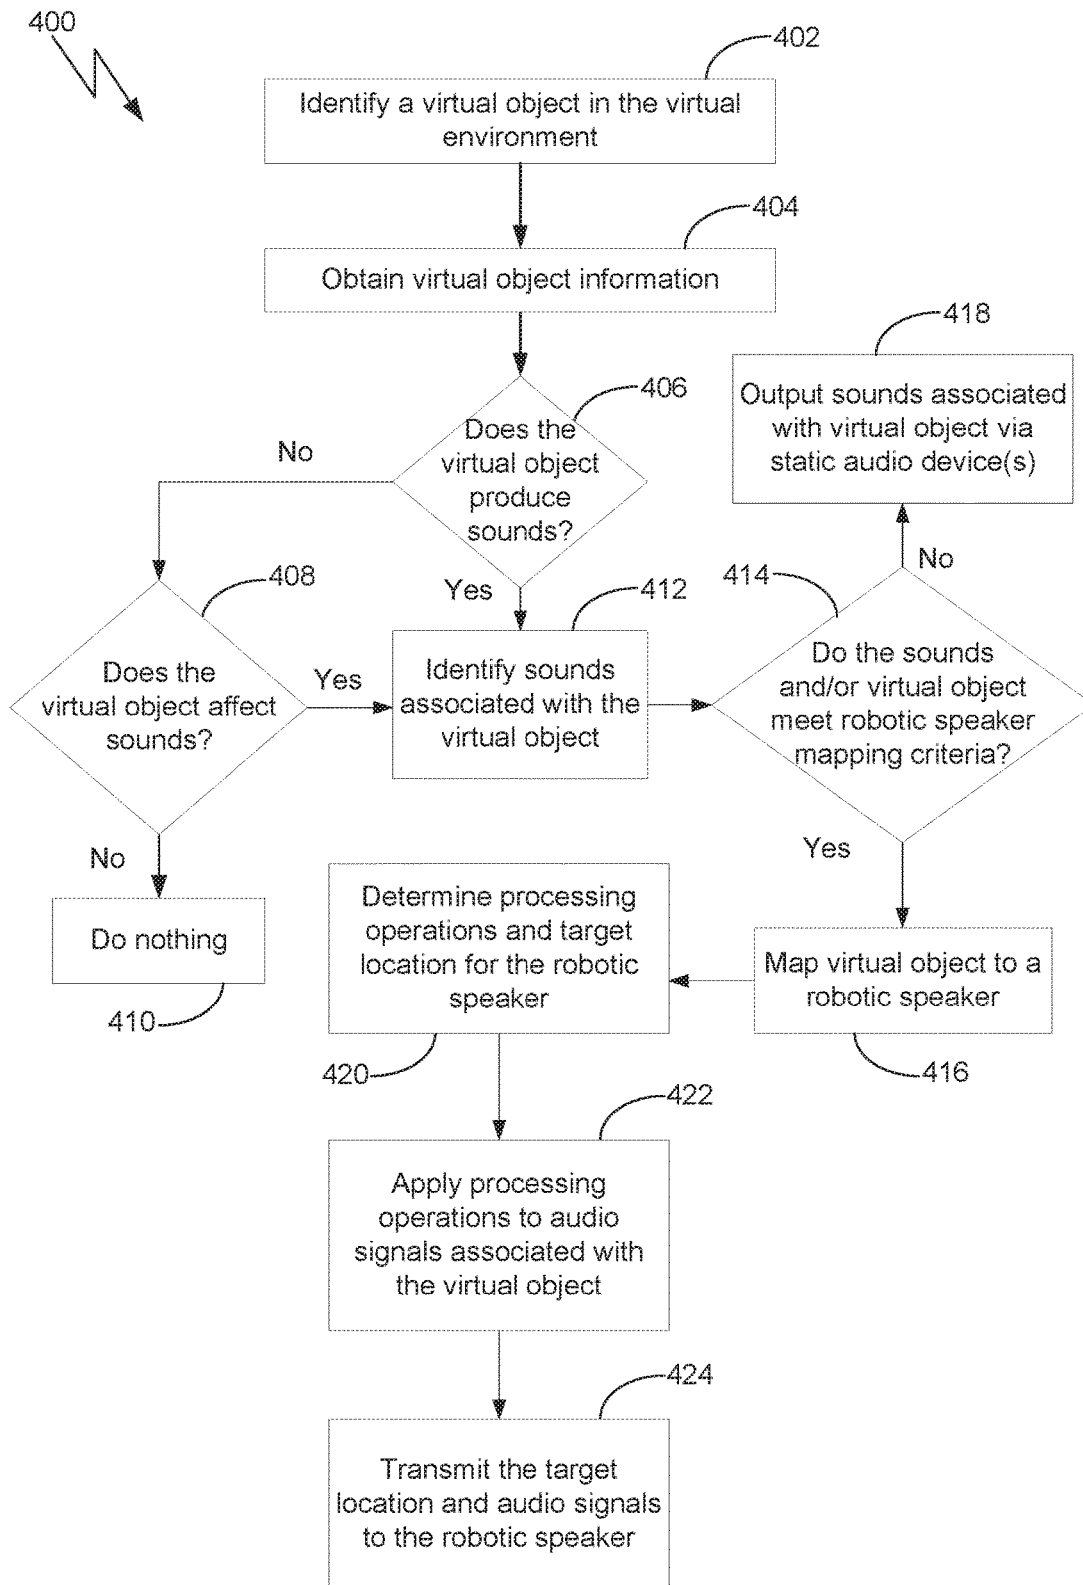 400
402
Identify a virtual object in the virtual
environment
404
Obtain virtual object information
406
Does the
virtual object
produce
sounds?
No
Yes
418
Output sounds associated
with virtual object via
static audio device(s)
408
Does the
virtual object affect
sounds?
Yes
No
412
Identify sounds
associated with the
virtual object
414
Do the sounds
and/or virtual object
meet robotic speaker
mapping criteria?
No
Yes
Do nothing
410
Map virtual object to a
robotic speaker
416
Determine processing
operations and target
location for the robotic
speaker
420
422
Apply processing
operations to audio
signals associated with
the virtual object
424
Transmit the target
location and audio signals
to the robotic speaker